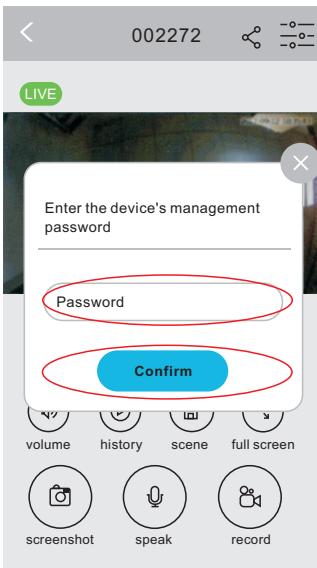 002272
LIVE
Enter the device's management
password
Password
Confirm
volume history scene full screen
screenshot speak record